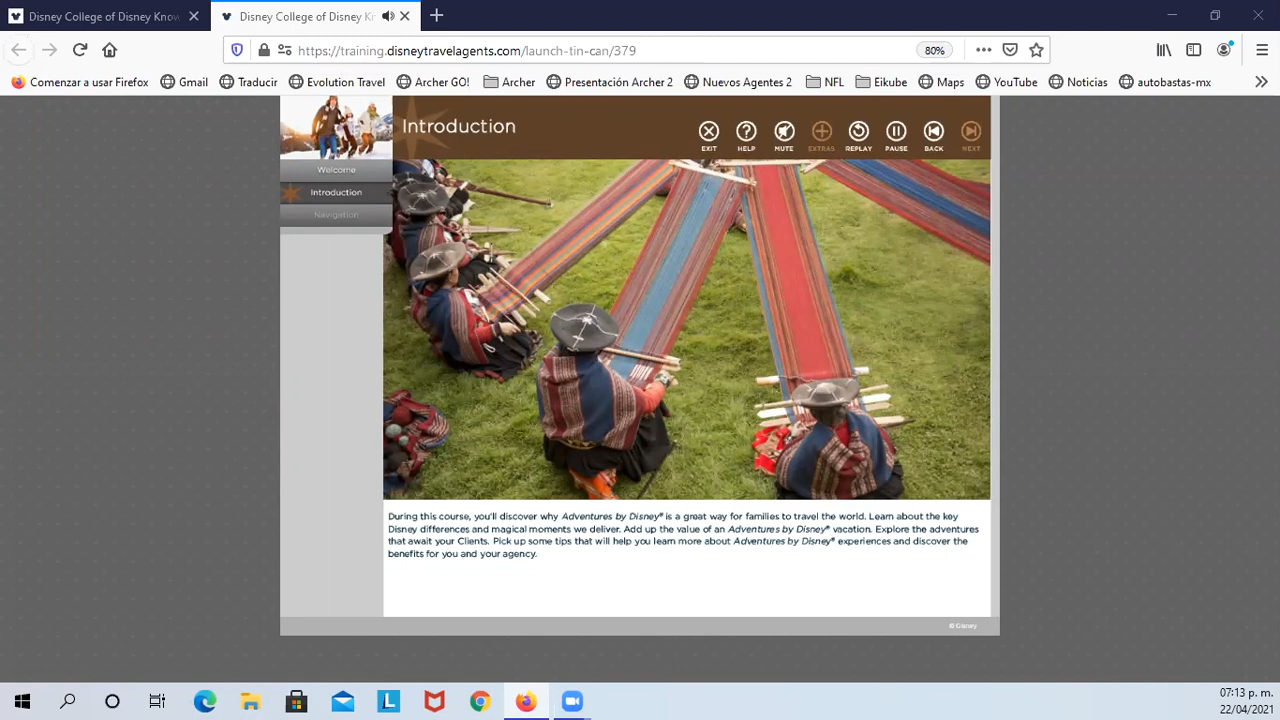 Disney College of Disney Know
Disney College of Disney Kn
https://training.disneytravelagents.com/launch-tin-can/379
80%
Comenzar a usar Firefox
Gmail
Traducir
Evolution Travel
Archer GO!
Archer
Presentación Archer 2
Nuevos Agentes 2
NFL
Eikube
Maps
YouTube
Noticias
autobastas-mx
Introduction
EXIT
HELP
MUTE
EXTRAS
REPLAY
PAUSE
BACK
NEXT
Welcome
Introduction
Navigation
During this course, you'll discover why Adventures by Disney® is a great way for families to travel the world. Learn about the key
Disney differences and magical moments we deliver. Add up the value of an Adventures by Disney® vacation. Explore the adventures
that await your Clients. Pick up some tips that will help you learn more about Adventures by Disney® experiences and discover the
benefits for you and your agency.
© Disney
07:13 p. m.
22/04/2021